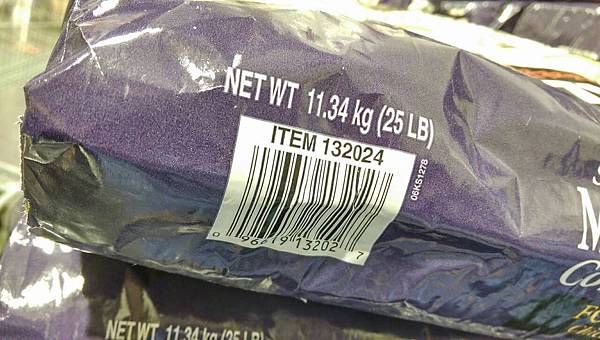 NET WT 11.34 kg (25 LB)
ITEM 132024
06KS1278
0 96619 13202 7
NET WT 11.34 kg (25 LB)